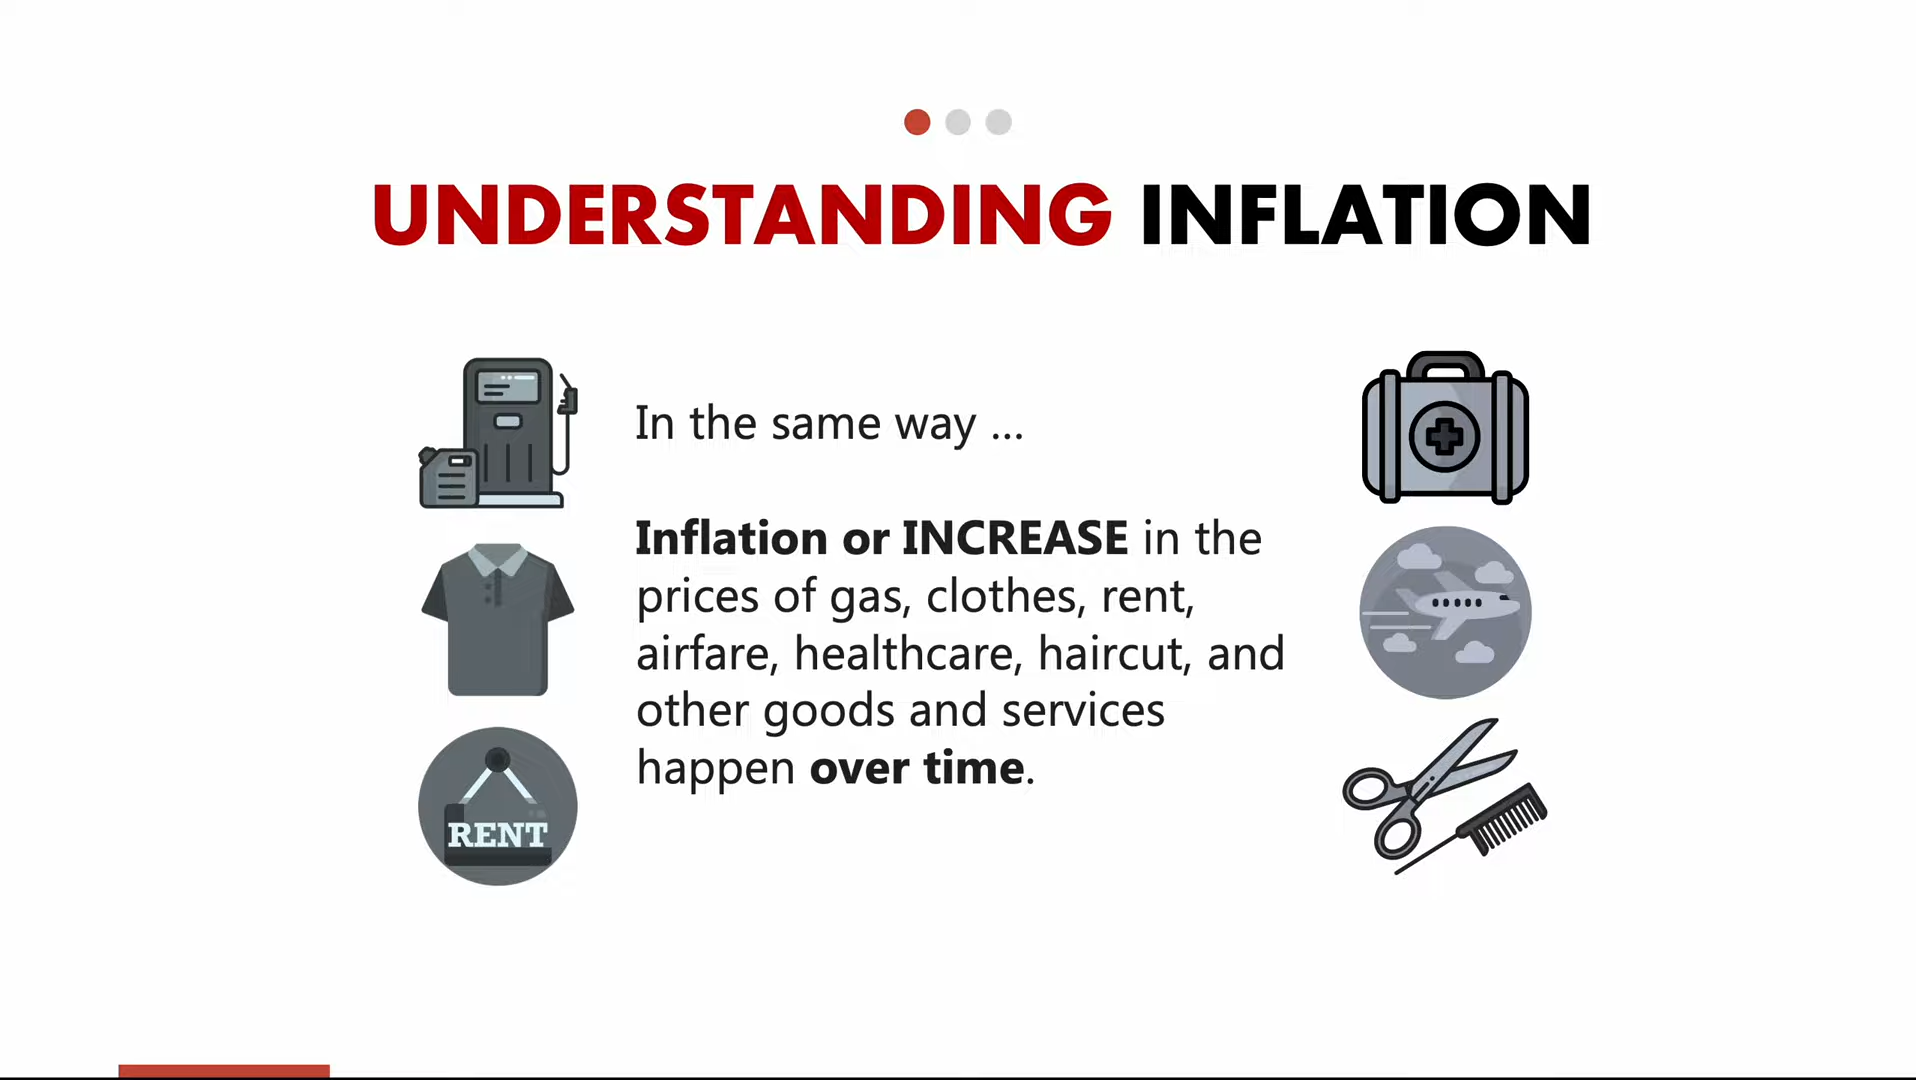 UNDERSTANDING INFLATION
In the same way ...
Inflation or INCREASE in the
prices of gas, clothes, rent,
airfare, healthcare, haircut, and
other goods and services
happen over time.
RENT